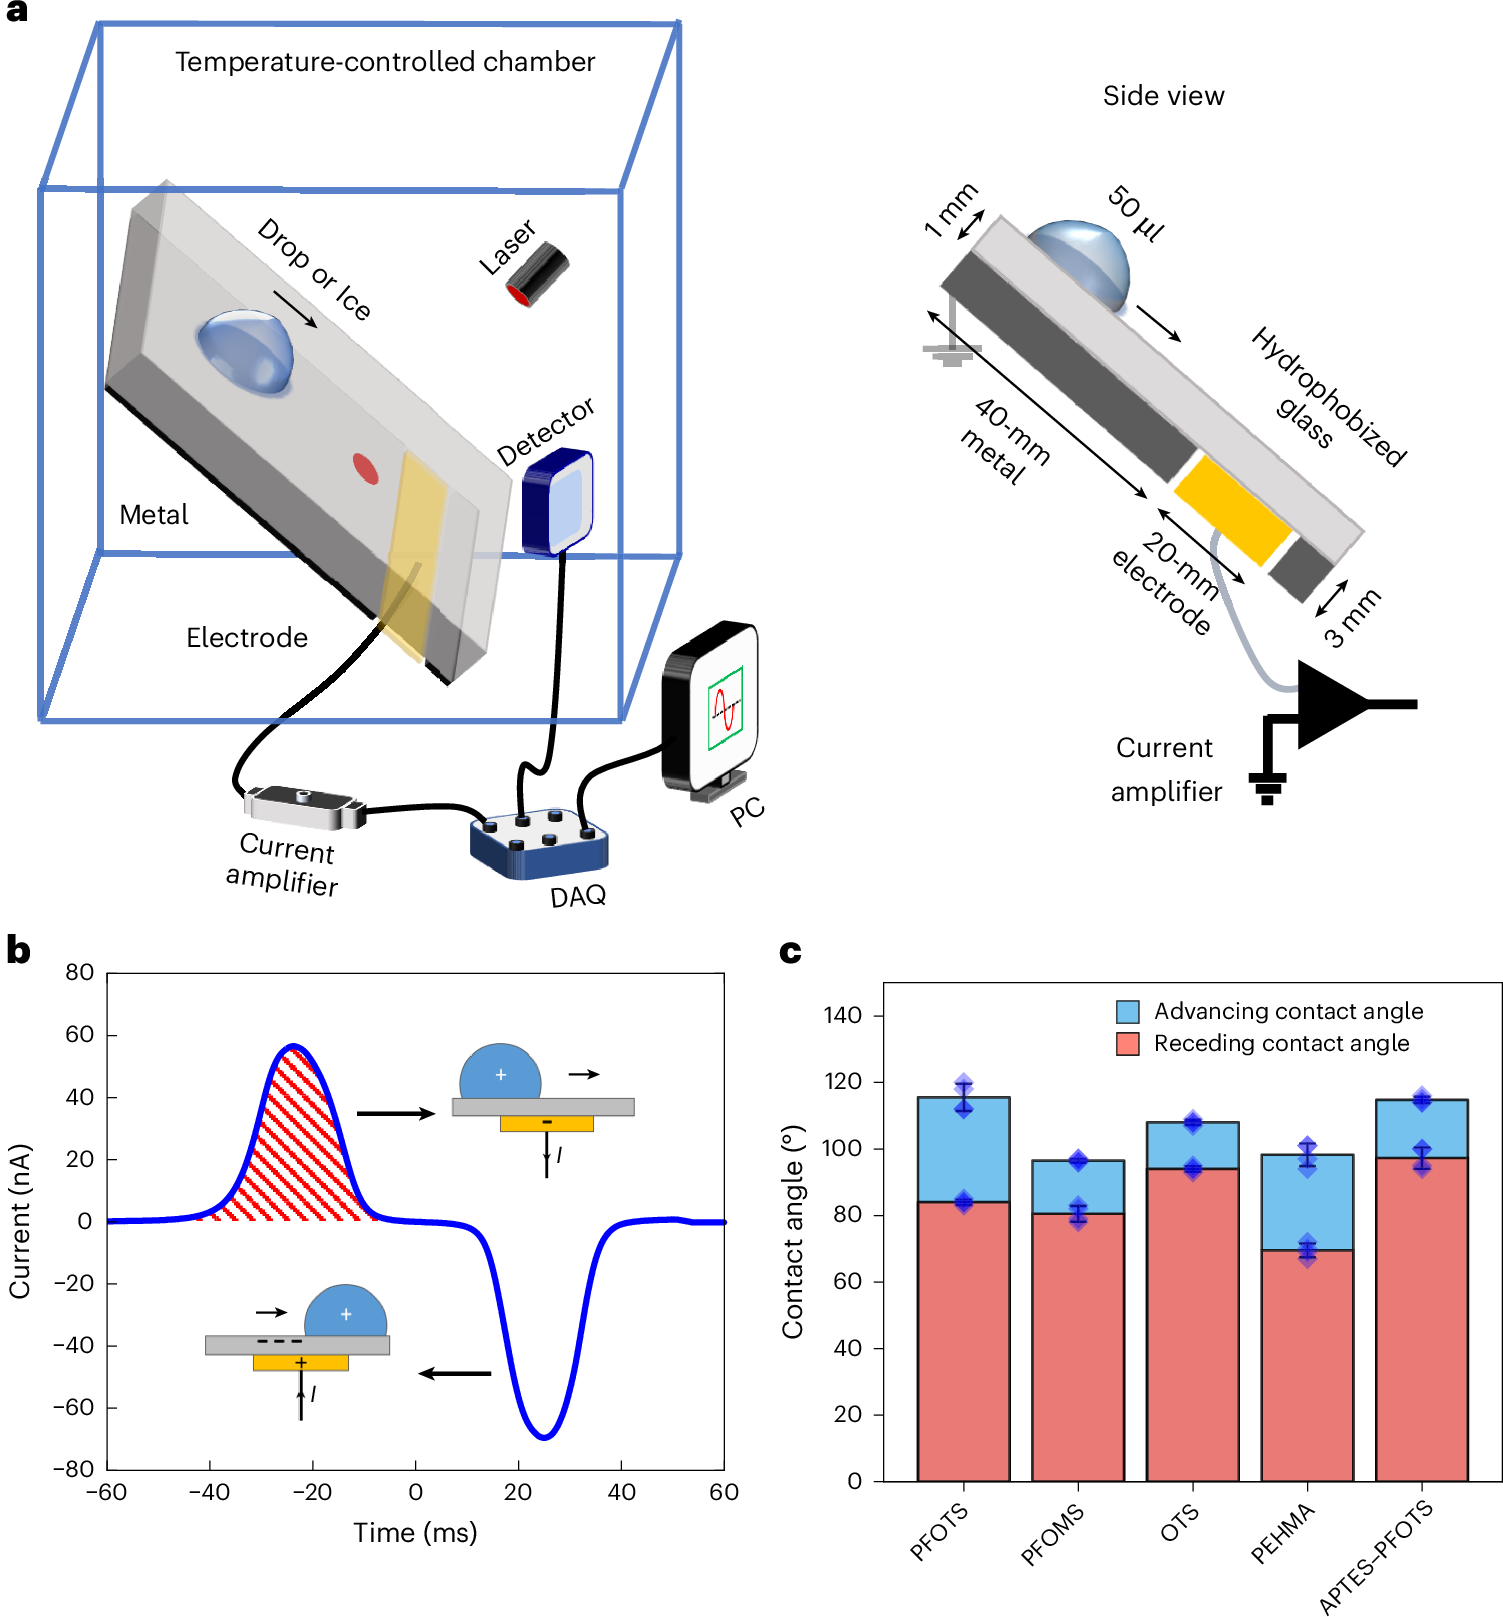 a
Temperature-controlled chamber
Drop or Ice
Laser
Detector
Metal
Electrode
Current
amplifier
DAQ
PC
Side view
1 mm
50 µl
Hydrophobized
glass
40-mm
metal
20-mm
electrode
3 mm
Current
amplifier
b
80
60
40
20
0
−20
−40
−60
−80
Current (nA)
+
-
I
+
- - -
+
I
−60
−40
−20
0
20
40
60
Time (ms)
c
Advancing contact angle
Receding contact angle
140
120
100
80
60
40
20
0
Contact angle (°)
PFOTS
PFOMS
OTS
PEHMA
APTES–PFOTS